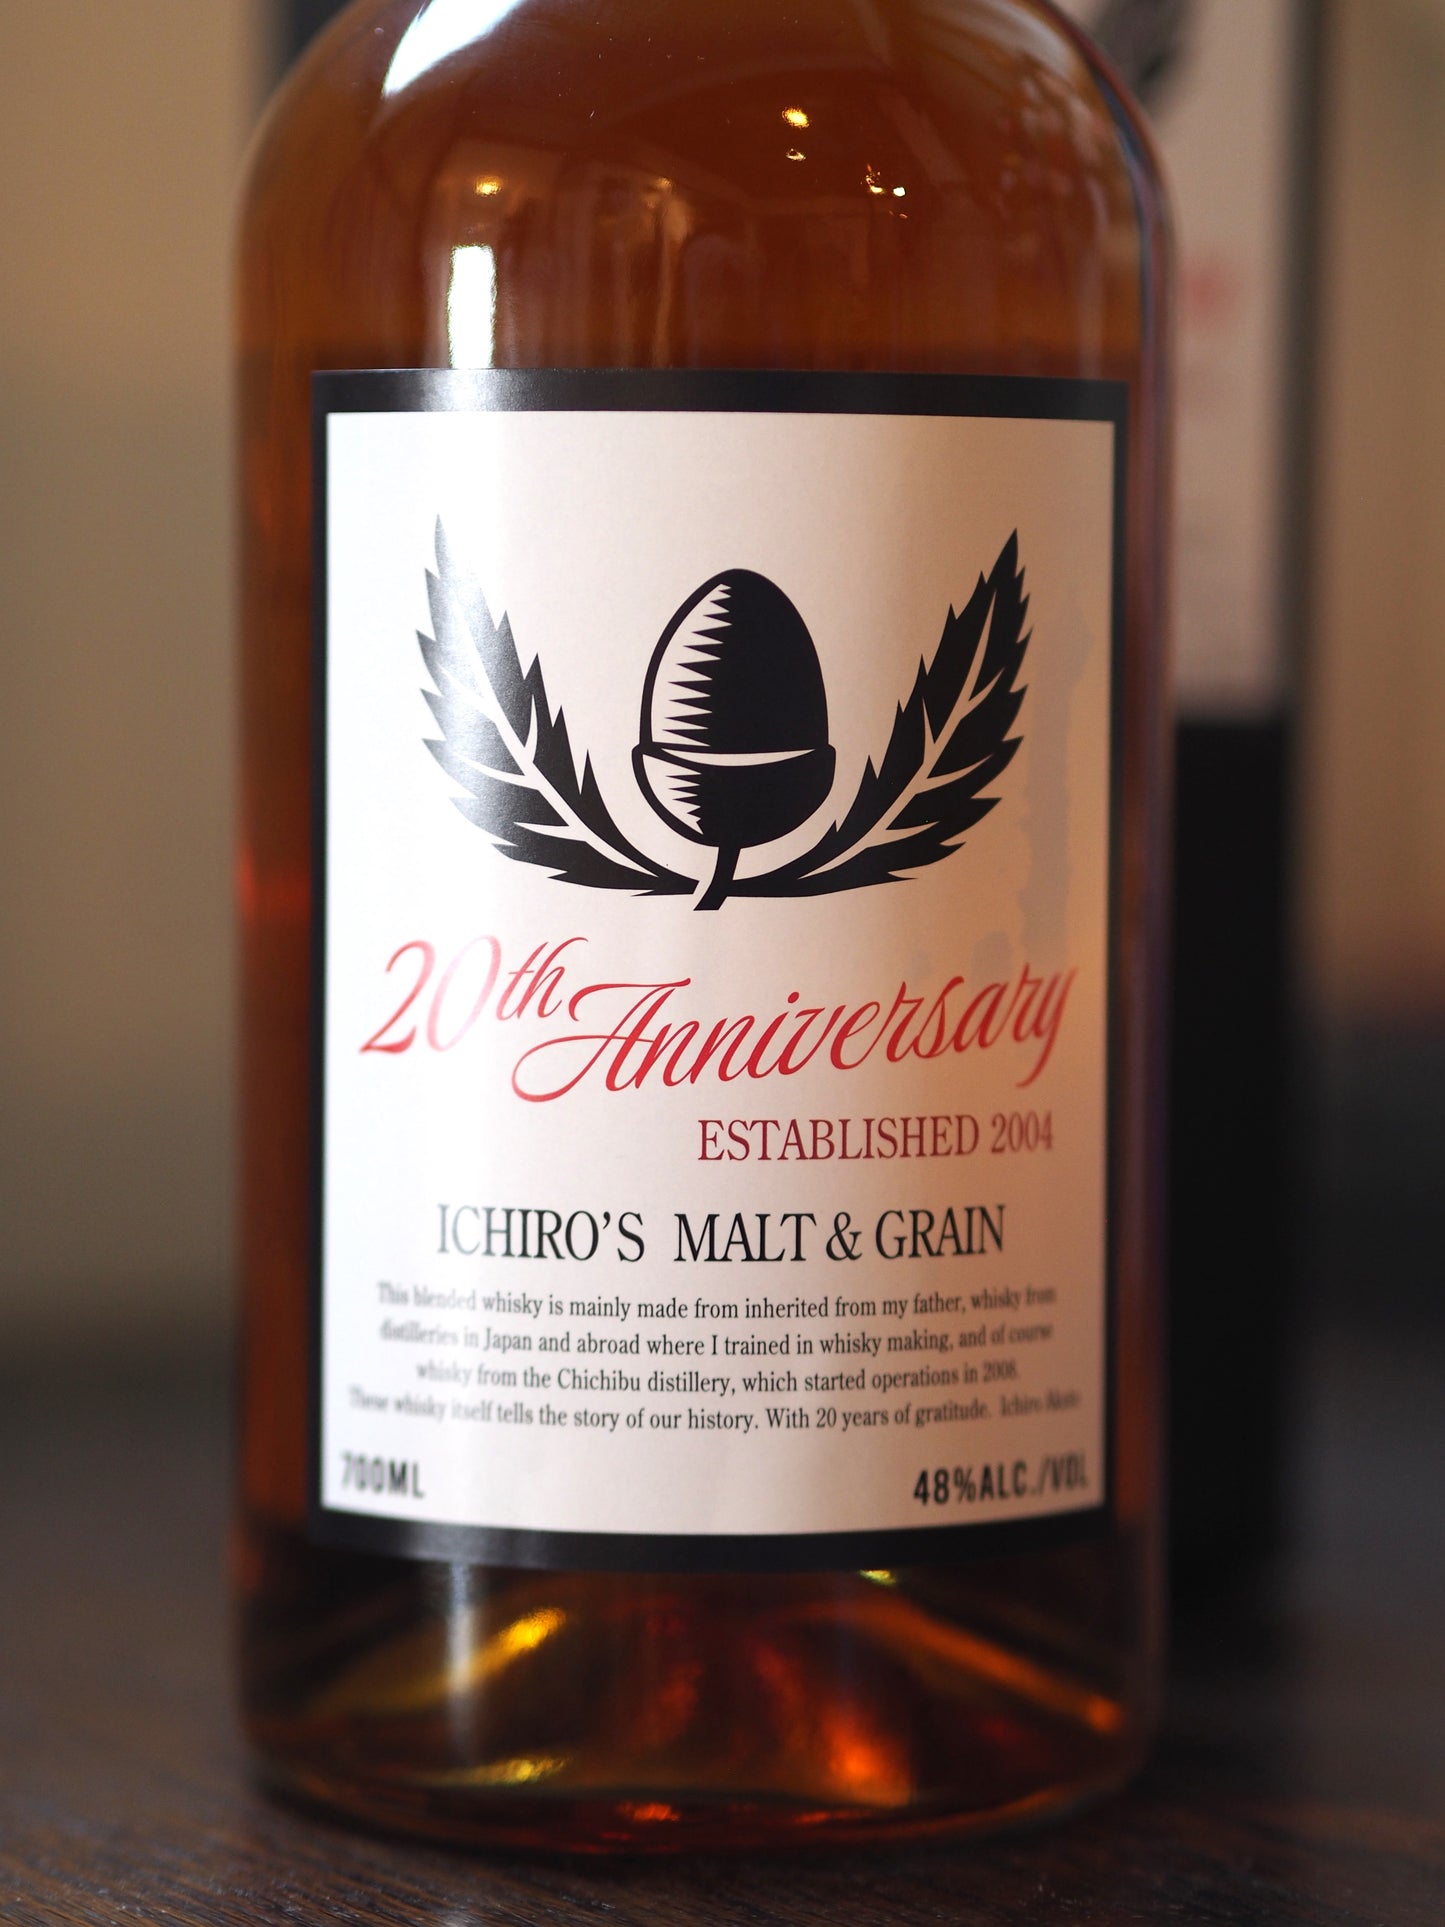 20th Anniversary
ESTABLISHED 2004
ICHIRO'S MALT & GRAIN
This blended whisky is mainly made from inherited from my father, whisky from
distilleries in Japan and abroad where I trained in whisky making, and of course
whisky from the Chichibu distillery, which started operations in 2008.
These whisky itself tells the story of our history. With 20 years of gratitude. Ichiro Akuto
700ML
48%ALC./VOL